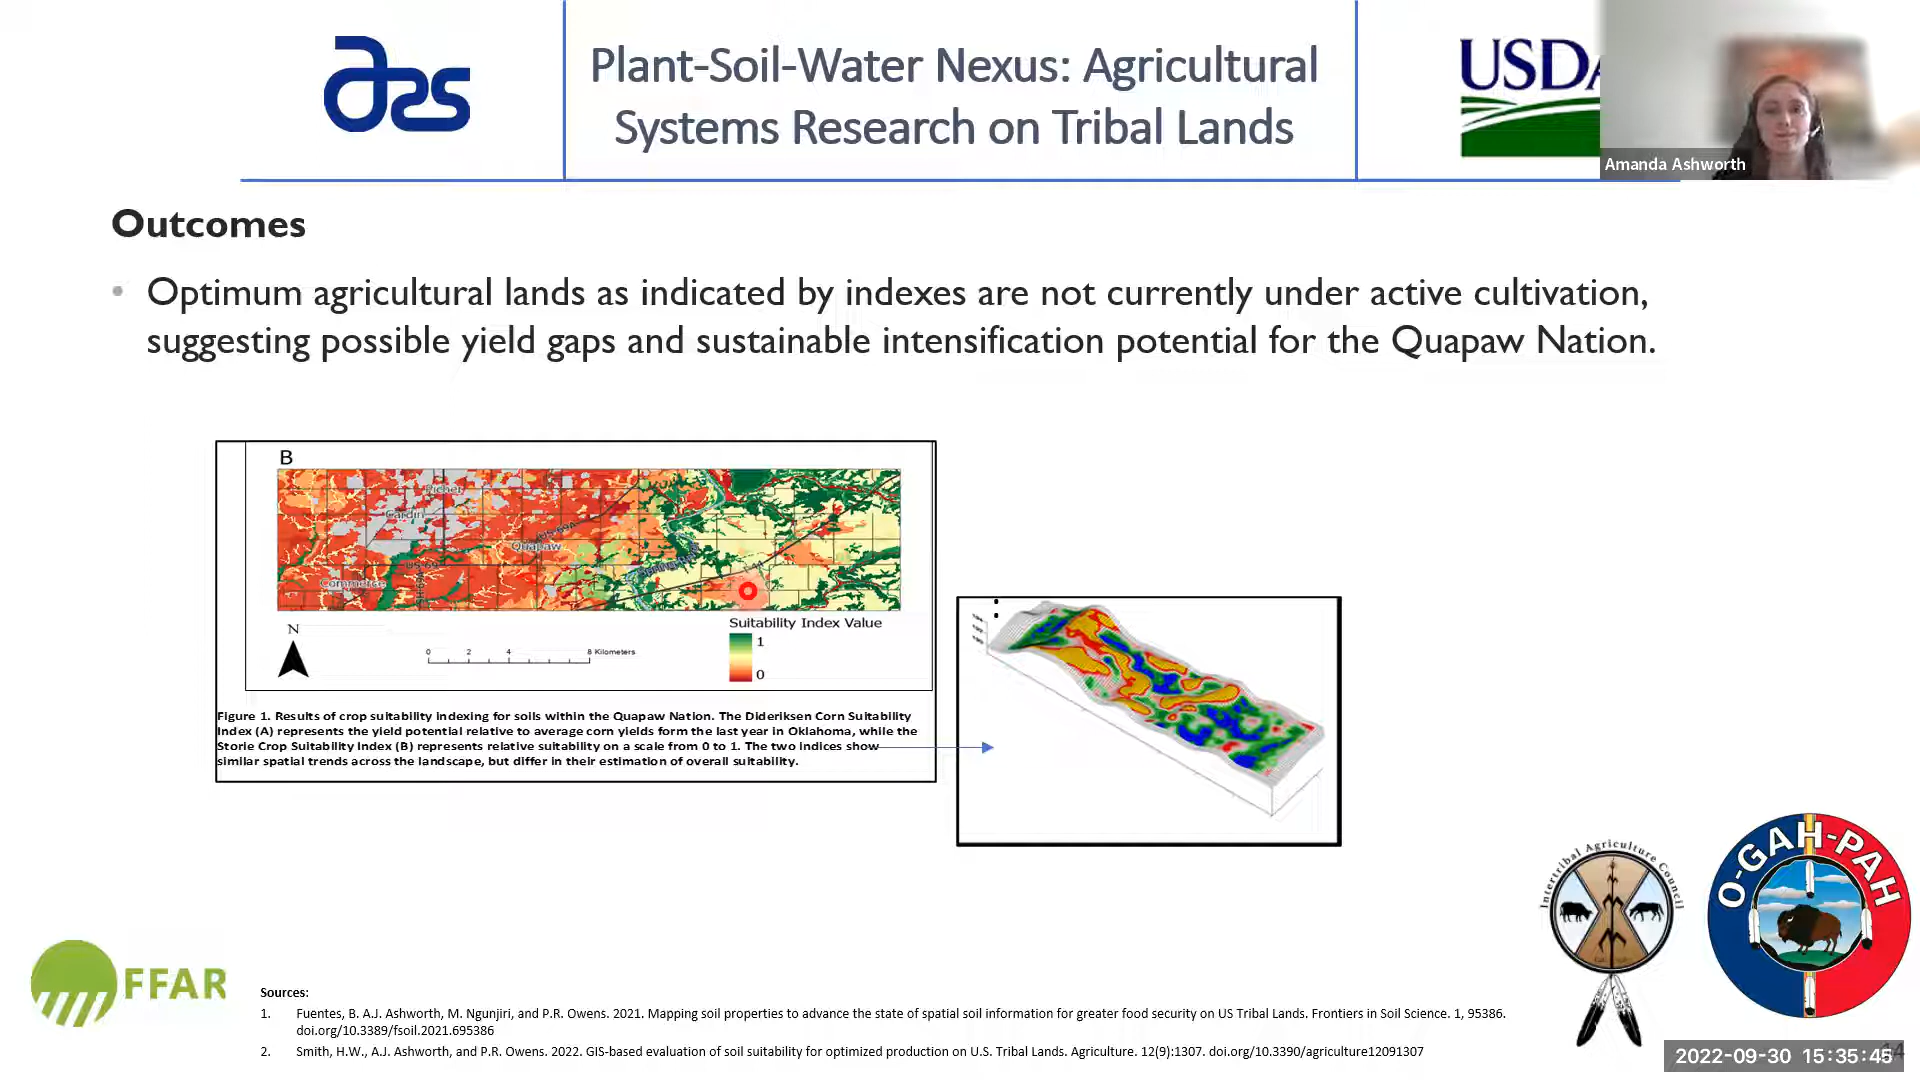 a2s
Plant-Soil-Water Nexus: Agricultural
Systems Research on Tribal Lands
USDA
Amanda Ashworth
Outcomes
• Optimum agricultural lands as indicated by indexes are not currently under active cultivation,
suggesting possible yield gaps and sustainable intensification potential for the Quapaw Nation.
B
Picher
Cardin
US-69A
Quapaw
US-69
Commerce
I-44
N
Suitability Index Value
1
0
0 2 4 8 Kilometers
Figure 1. Results of crop suitability indexing for soils within the Quapaw Nation. The Dideriksen Corn Suitability
Index (A) represents the yield potential relative to average corn yields form the last year in Oklahoma, while the
Storie Crop Suitability Index (B) represents relative suitability on a scale from 0 to 1. The two indices show
similar spatial trends across the landscape, but differ in their estimation of overall suitability.
Intertribal Agriculture Council
O-GAH-PAH
FFAR
Sources:
1. Fuentes, B. A.J. Ashworth, M. Ngunjiri, and P.R. Owens. 2021. Mapping soil properties to advance the state of spatial soil information for greater food security on US Tribal Lands. Frontiers in Soil Science. 1, 95386.
doi.org/10.3389/fsoil.2021.695386
2. Smith, H.W., A.J. Ashworth, and P.R. Owens. 2022. GIS-based evaluation of soil suitability for optimized production on U.S. Tribal Lands. Agriculture. 12(9):1307. doi.org/10.3390/agriculture12091307
2022-09-30 15:35:45